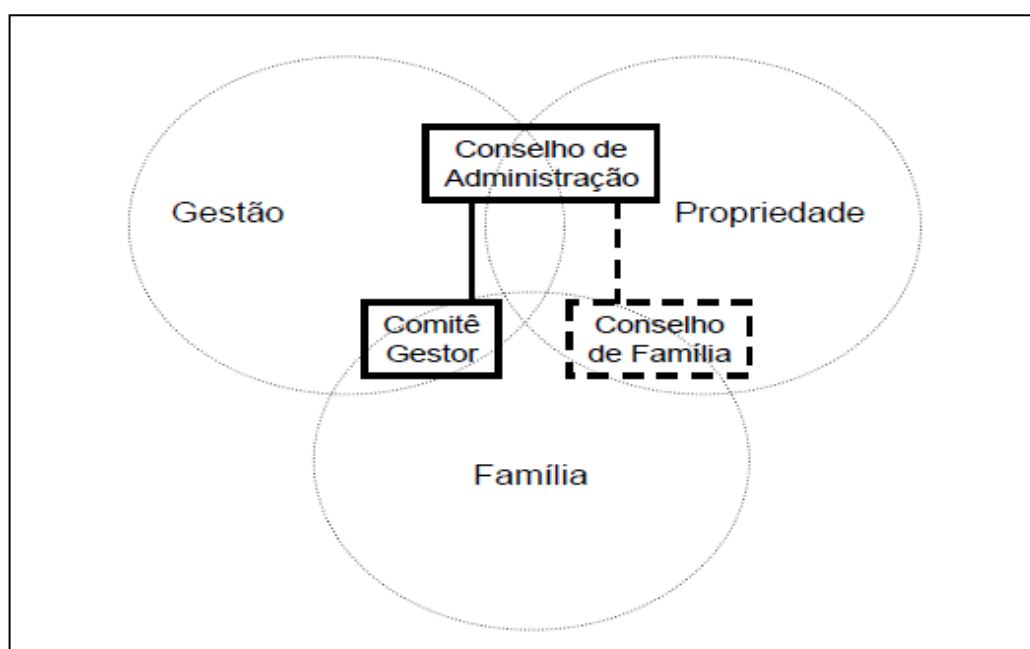 Conselho de
Administração
Gestão
Propriedade
Comitê
Gestor
Conselho
de Família
Família